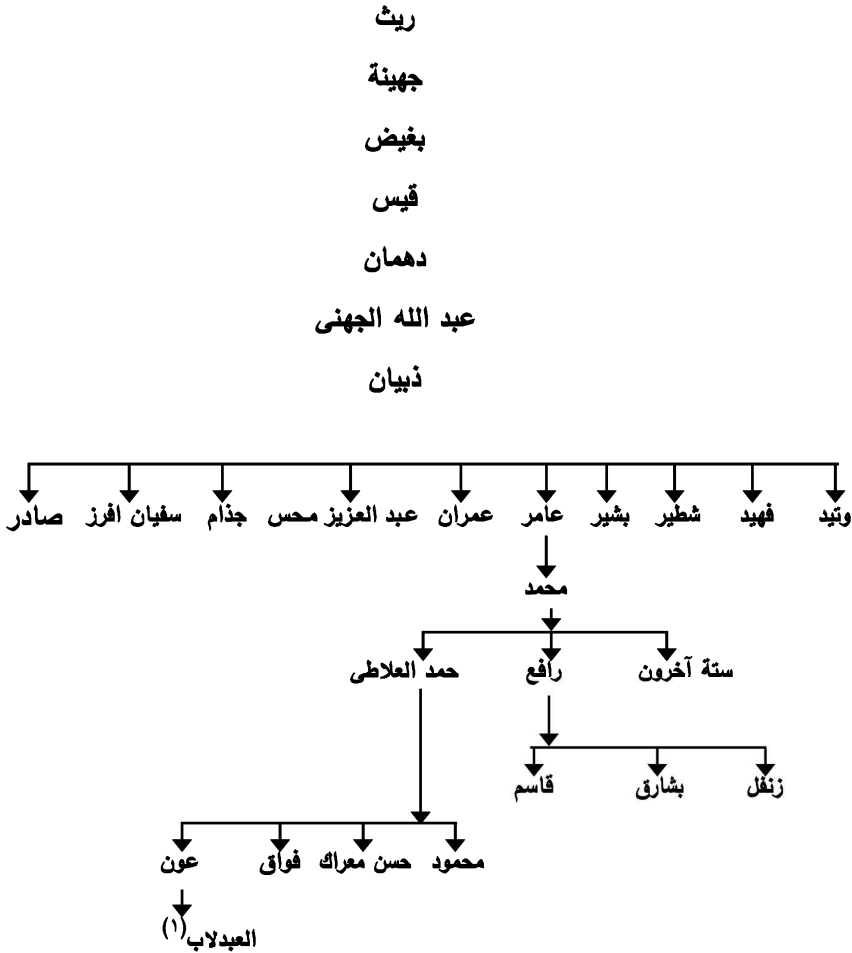 ريث
جهينة
بغيض
قيس
دهمان
عبد الله الجهنى
ذبيان
وتيد فهيد شطير بشير عامر عمران عبد العزيز محس جذام سفيان افرز صادر
محمد
ستة آخرون رافع حمد العلاطى
زنفل بشارق قاسم
محمود حسن معراك فواق عون
العبدلاب(١)